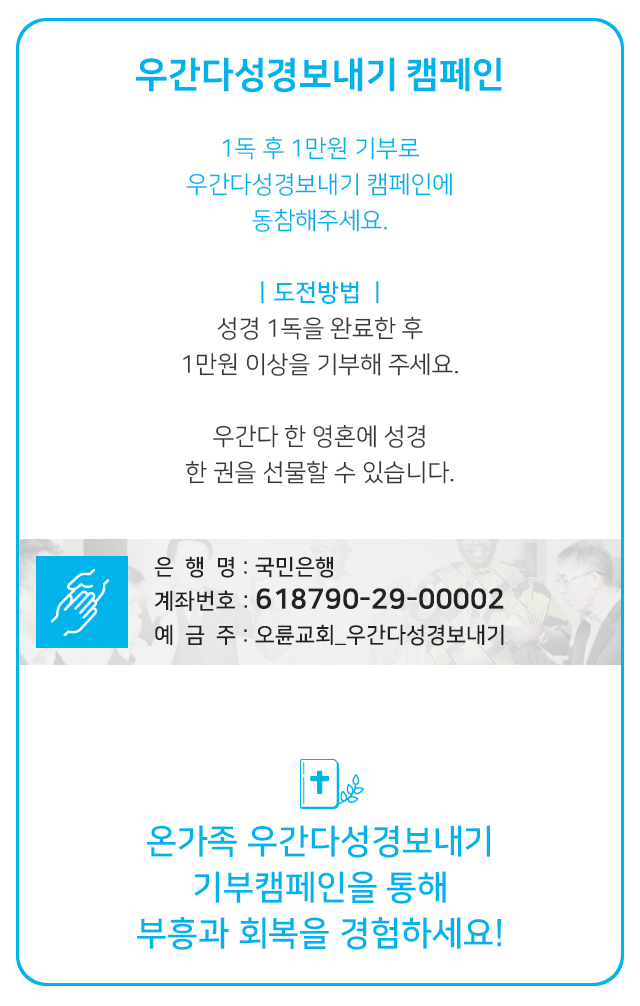 우간다성경보내기 캠페인
1독 후 1만원 기부로
우간다성경보내기 캠페인에
동참해주세요.
| 도전방법 |
성경 1독을 완료한 후
1만원 이상을 기부해 주세요.
우간다 한 영혼에 성경
한 권을 선물할 수 있습니다.
은 행 명 : 국민은행
계좌번호 : 618790-29-00002
예 금 주 : 오륜교회_우간다성경보내기
온가족 우간다성경보내기
기부캠페인을 통해
부흥과 회복을 경험하세요!